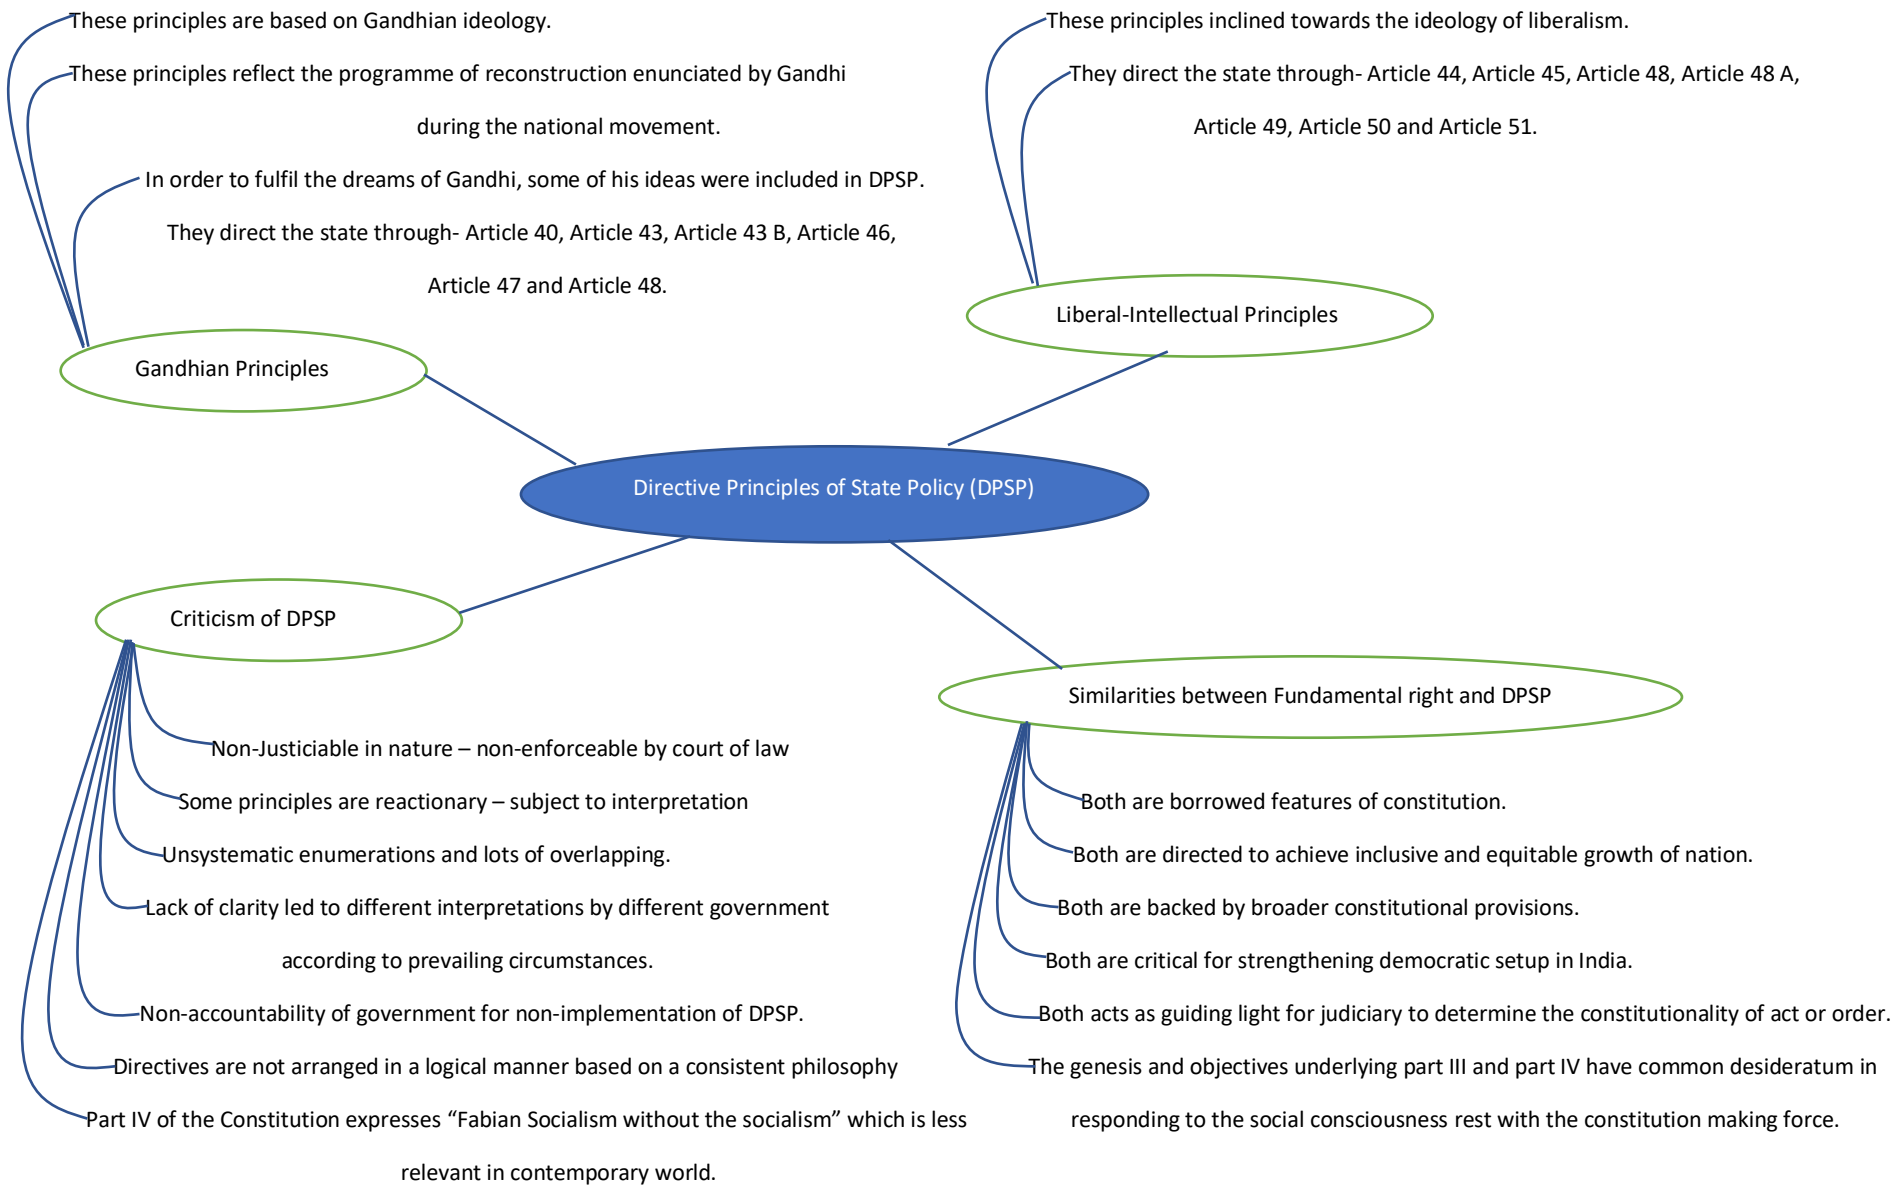 These principles are based on Gandhian ideology.
These principles reflect the programme of reconstruction enunciated by Gandhi
during the national movement.
In order to fulfil the dreams of Gandhi, some of his ideas were included in DPSP.
They direct the state through- Article 40, Article 43, Article 43 B, Article 46,
Article 47 and Article 48.
Gandhian Principles
These principles inclined towards the ideology of liberalism.
They direct the state through- Article 44, Article 45, Article 48, Article 48 A,
Article 49, Article 50 and Article 51.
Liberal-Intellectual Principles
Directive Principles of State Policy (DPSP)
Criticism of DPSP
Non-Justiciable in nature – non-enforceable by court of law
Some principles are reactionary – subject to interpretation
Unsystematic enumerations and lots of overlapping.
Lack of clarity led to different interpretations by different government
according to prevailing circumstances.
Non-accountability of government for non-implementation of DPSP.
Directives are not arranged in a logical manner based on a consistent philosophy
Part IV of the Constitution expresses “Fabian Socialism without the socialism” which is less
relevant in contemporary world.
Similarities between Fundamental right and DPSP
Both are borrowed features of constitution.
Both are directed to achieve inclusive and equitable growth of nation.
Both are backed by broader constitutional provisions.
Both are critical for strengthening democratic setup in India.
Both acts as guiding light for judiciary to determine the constitutionality of act or order.
The genesis and objectives underlying part III and part IV have common desideratum in
responding to the social consciousness rest with the constitution making force.